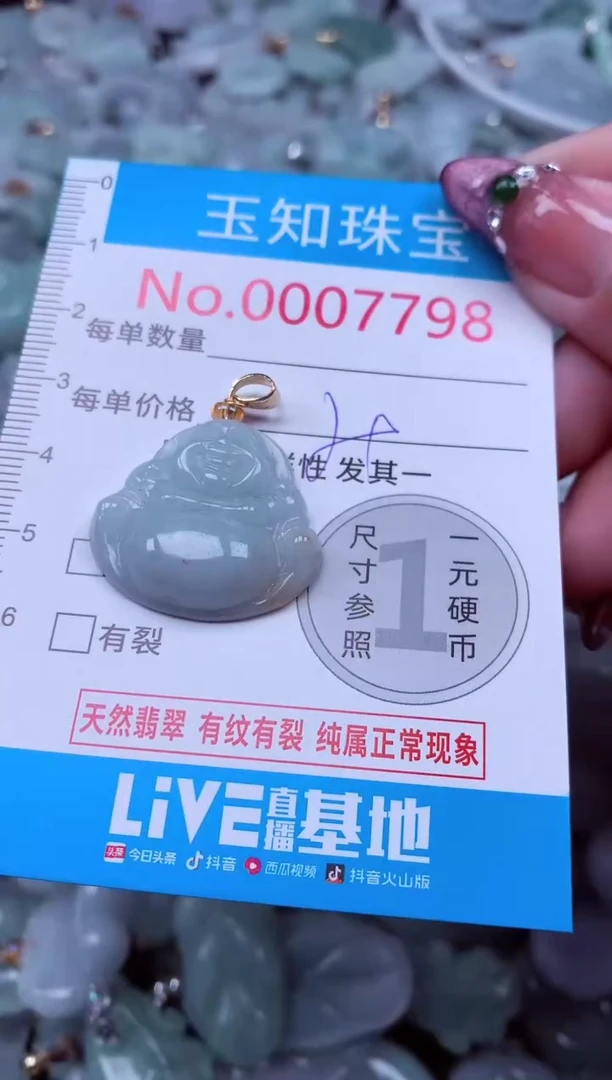 玉知珠宝
No.0007798
每单数量
每单价格
性 发其一
尺寸参照
1
一元硬币
有裂
天然翡翠 有纹有裂 纯属正常现象
LiVE直播基地
头条 今日头条 抖音 西瓜视频 抖音火山版
0
1
2
3
4
5
6